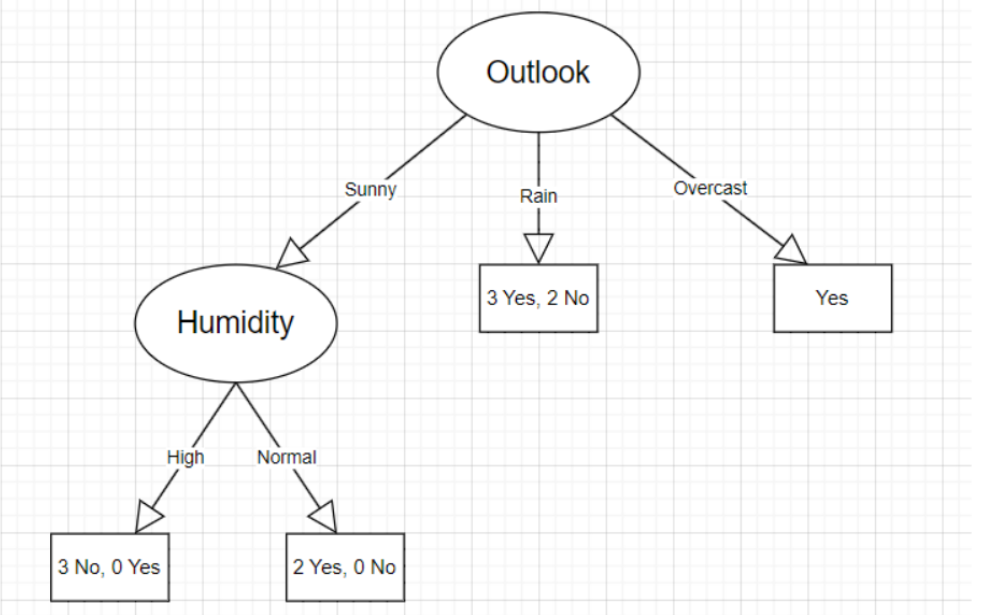 Outlook
Sunny
Rain
Overcast
3 Yes, 2 No
Yes
Humidity
High
Normal
3 No, 0 Yes
2 Yes, 0 No